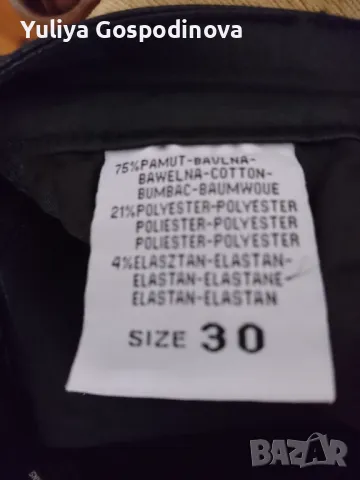 Yuliya Gospodinova
75%PAMUT-BAVLNA-
BAWELNA-COTTON-
BUMBAC-BAUMWOUE
21%POLYESTER-POLYESTER
POLIESTER-POLYESTER
POLIESTER-POLYESTER
4%ELASZTAN-ELASTAN-
ELASTAN-ELASTANE-
ELASTAN-ELASTAN
SIZE 30
BAZAR